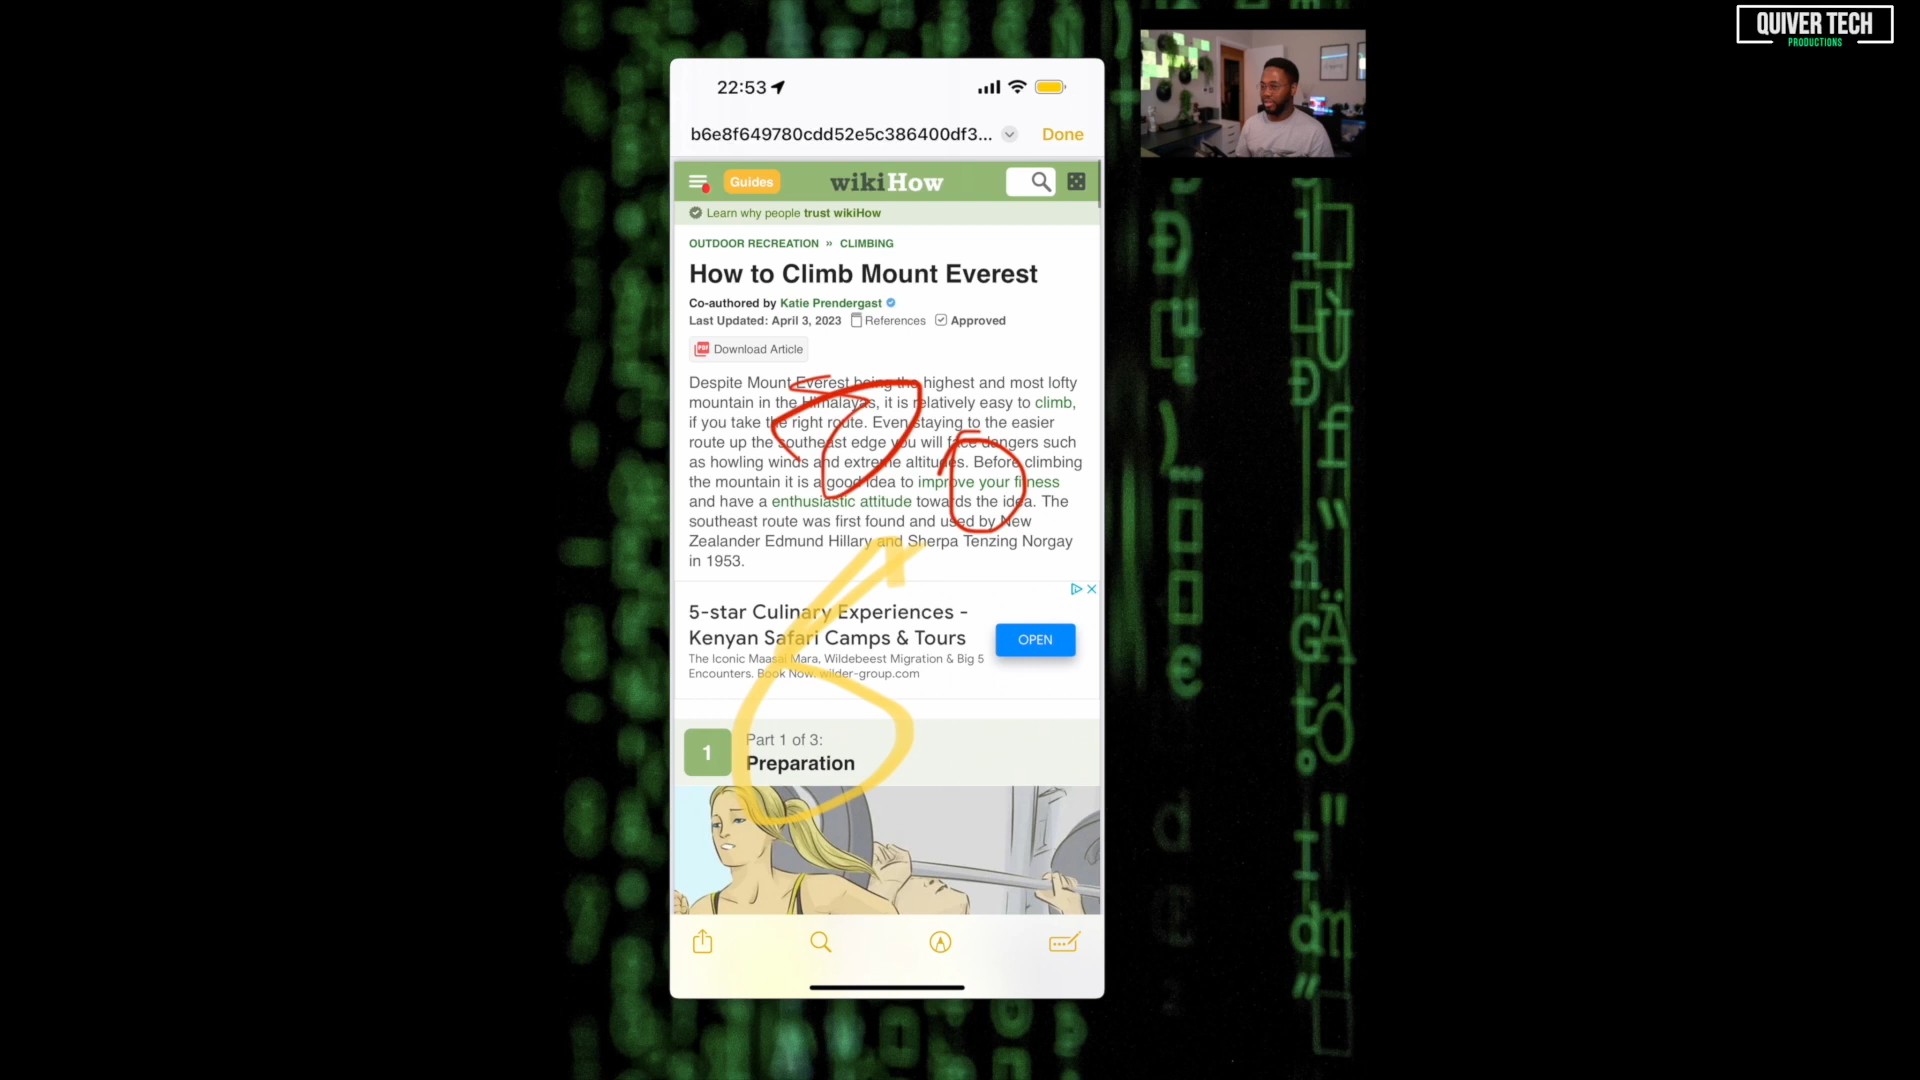 QUIVER TECH
PRODUCTIONS
22:53
b6e8f649780cdd52e5c386400df3... Done
Guides wikiHow
Learn why people trust wikiHow
OUTDOOR RECREATION » CLIMBING
How to Climb Mount Everest
Co-authored by Katie Prendergast
Last Updated: April 3, 2023 References Approved
PDF Download Article
Despite Mount Everest being the highest and most lofty
mountain in the Himalayas, it is relatively easy to climb,
if you take the right route. Even staying to the easier
route up the southeast edge you will face dangers such
as howling winds and extreme altitudes. Before climbing
the mountain it is a good idea to improve your fitness
and have a enthusiastic attitude towards the idea. The
southeast route was first found and used by New
Zealander Edmund Hillary and Sherpa Tenzing Norgay
in 1953.
5-star Culinary Experiences -
Kenyan Safari Camps & Tours
OPEN
The Iconic Maasai Mara, Wildebeest Migration & Big 5
Encounters. Book Now. wilder-group.com
1
Part 1 of 3:
Preparation